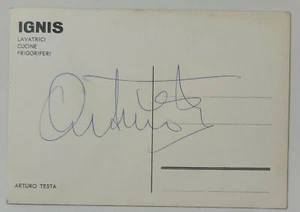 IGNIS
LAVATRICI
CUCINE
FRIGORIFERI
ARTURO TESTA